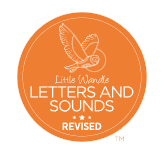 Little Wandle
LETTERS AND
SOUNDS
REVISED
TM